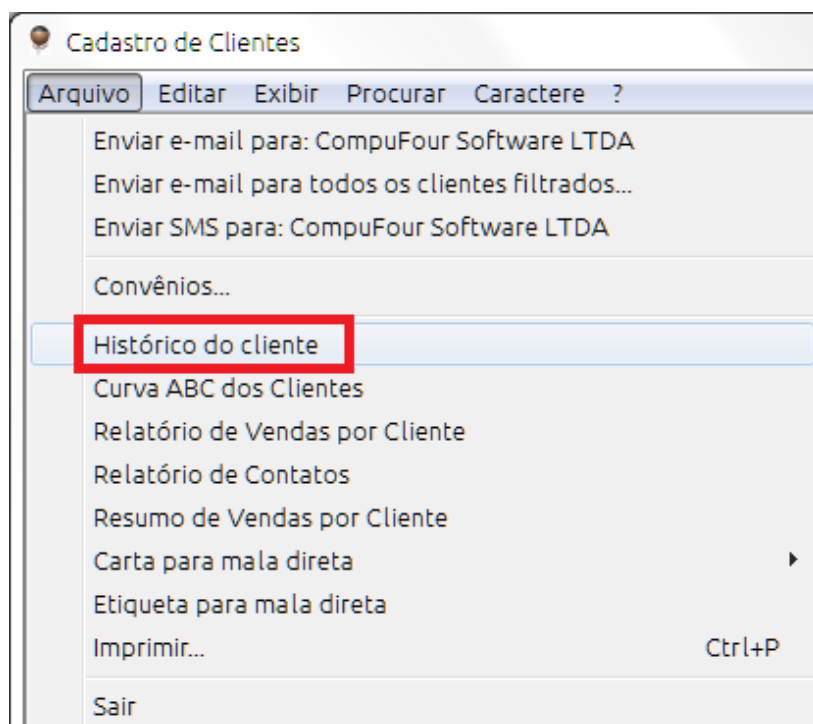 Cadastro de Clientes
Arquivo Editar Exibir Procurar Caractere ?
Enviar e-mail para: CompuFour Software LTDA
Enviar e-mail para todos os clientes filtrados...
Enviar SMS para: CompuFour Software LTDA
Convênios...
Histórico do cliente
Curva ABC dos Clientes
Relatório de Vendas por Cliente
Relatório de Contatos
Resumo de Vendas por Cliente
Carta para mala direta
Etiqueta para mala direta
Imprimir... Ctrl+P
Sair